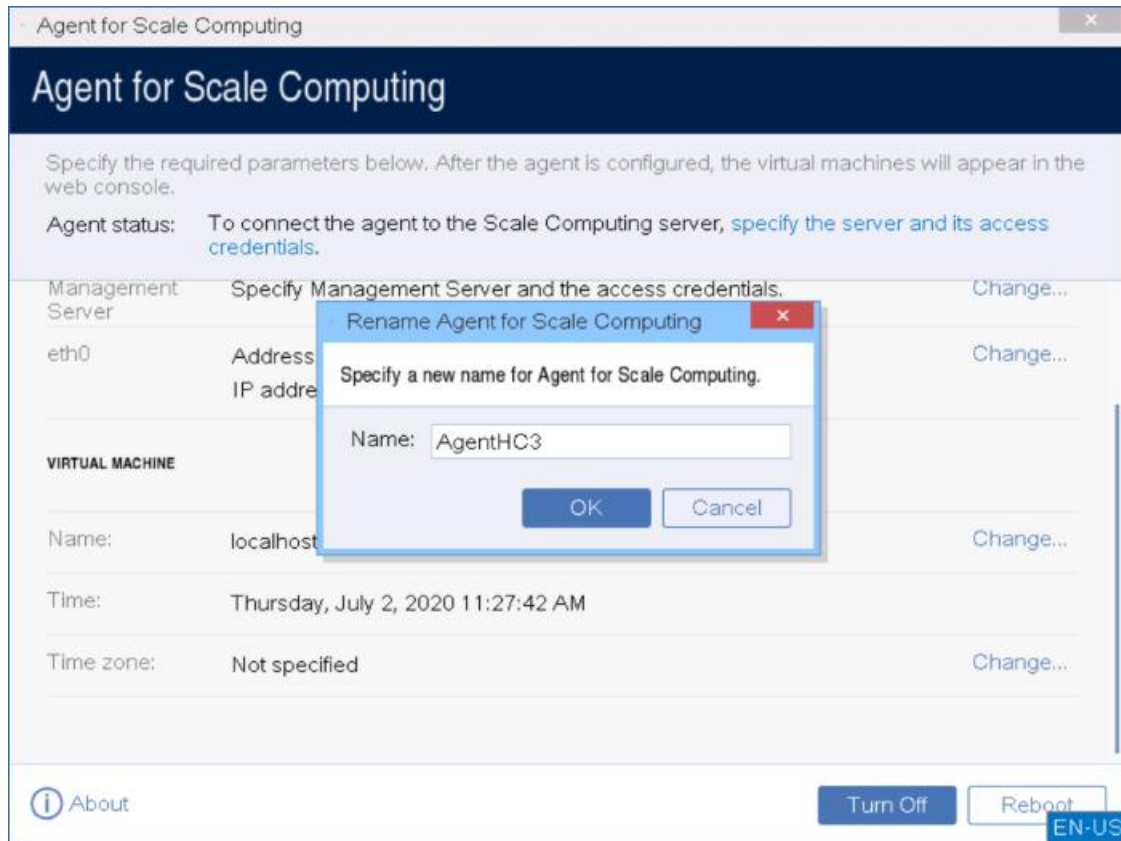 Agent for Scale Computing
Agent for Scale Computing
Specify the required parameters below. After the agent is configured, the virtual machines will appear in the
web console.
Agent status: To connect the agent to the Scale Computing server, specify the server and its access
credentials.
Management Server Specify Management Server and the access credentials. Change...
Rename Agent for Scale Computing
Specify a new name for Agent for Scale Computing.
Name: AgentHC3
OK Cancel
eth0 Address Change...
IP addre
VIRTUAL MACHINE
Name: localhost Change...
Time: Thursday, July 2, 2020 11:27:42 AM
Time zone: Not specified Change...
About Turn Off Reboot
EN-US